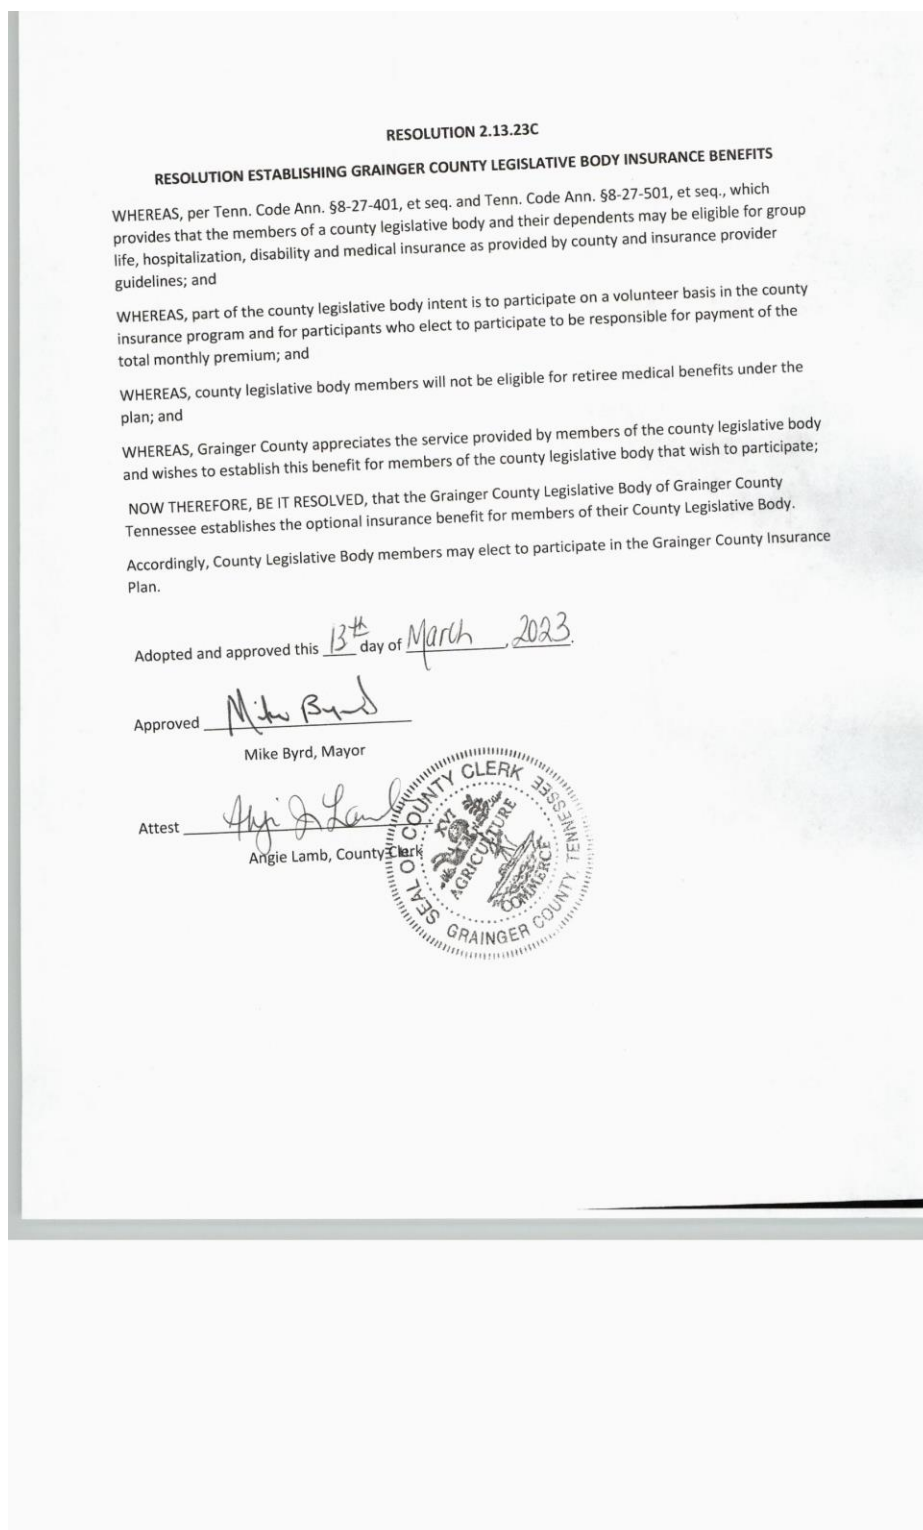 RESOLUTION 2.13.23C
RESOLUTION ESTABLISHING GRAINGER COUNTY LEGISLATIVE BODY INSURANCE BENEFITS
WHEREAS, per Tenn. Code Ann. §8-27-401, et seq. and Tenn. Code Ann. §8-27-501, et seq., which
provides that the members of a county legislative body and their dependents may be eligible for group
life, hospitalization, disability and medical insurance as provided by county and insurance provider
guidelines; and
WHEREAS, part of the county legislative body intent is to participate on a volunteer basis in the county
insurance program and for participants who elect to participate to be responsible for payment of the
total monthly premium; and
WHEREAS, county legislative body members will not be eligible for retiree medical benefits under the
plan; and
WHEREAS, Grainger County appreciates the service provided by members of the county legislative body
and wishes to establish this benefit for members of the county legislative body that wish to participate;
NOW THEREFORE, BE IT RESOLVED, that the Grainger County Legislative Body of Grainger County
Tennessee establishes the optional insurance benefit for members of their County Legislative Body.
Accordingly, County Legislative Body members may elect to participate in the Grainger County Insurance
Plan.
Adopted and approved this 13th day of March, 2023.
Approved Mike Byrd
Mike Byrd, Mayor
Attest Angie Lamb
Angie Lamb, County Clerk
SEAL OF COUNTY CLERK
GRAINGER COUNTY, TENNESSEE
XVI
AGRICULTURE
COMMERCE